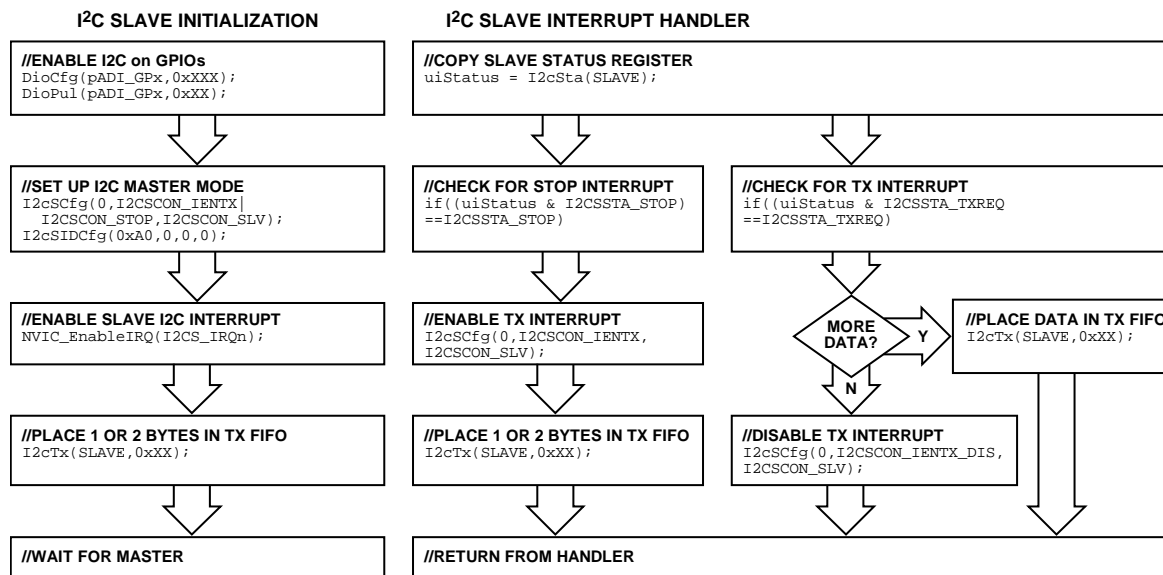 I²C SLAVE INITIALIZATION
//ENABLE I2C on GPIOs
DioCfg(pADI_GPx,0xXXX);
DioPul(pADI_GPx,0xXX);
//SET UP I2C MASTER MODE
I2cSCfg(0,I2CSCON_IENTX|
I2CSCON_STOP,I2CSCON_SLV);
I2cSIDCfg(0xA0,0,0,0);
//ENABLE SLAVE I2C INTERRUPT
NVIC_EnableIRQ(I2CS_IRQn);
//PLACE 1 OR 2 BYTES IN TX FIFO
I2cTx(SLAVE,0xXX);
//WAIT FOR MASTER
I²C SLAVE INTERRUPT HANDLER
//COPY SLAVE STATUS REGISTER
uiStatus = I2cSta(SLAVE);
//CHECK FOR STOP INTERRUPT
if((uiStatus & I2CSSTA_STOP)
==I2CSSTA_STOP)
//ENABLE TX INTERRUPT
I2cSCfg(0,I2CSCON_IENTX,
I2CSCON_SLV);
//PLACE 1 OR 2 BYTES IN TX FIFO
I2cTx(SLAVE,0xXX);
//CHECK FOR TX INTERRUPT
if((uiStatus & I2CSSTA_TXREQ
==I2CSSTA_TXREQ)
MORE
DATA?
Y
N
//PLACE DATA IN TX FIFO
I2cTx(SLAVE,0xXX);
//DISABLE TX INTERRUPT
I2cSCfg(0,I2CSCON_IENTX_DIS,
I2CSCON_SLV);
//RETURN FROM HANDLER